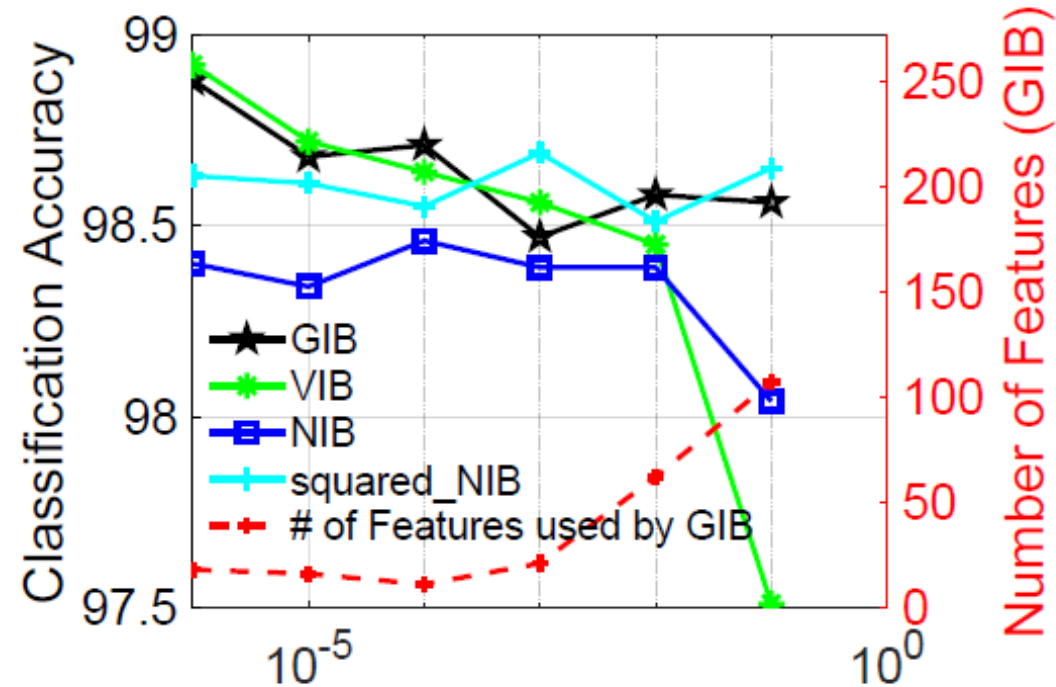 Classification Accuracy
99
98.5
98
97.5
GIB
VIB
NIB
squared_NIB
# of Features used by GIB
10^-5
10^0
250
200
150
100
50
0
Number of Features (GIB)